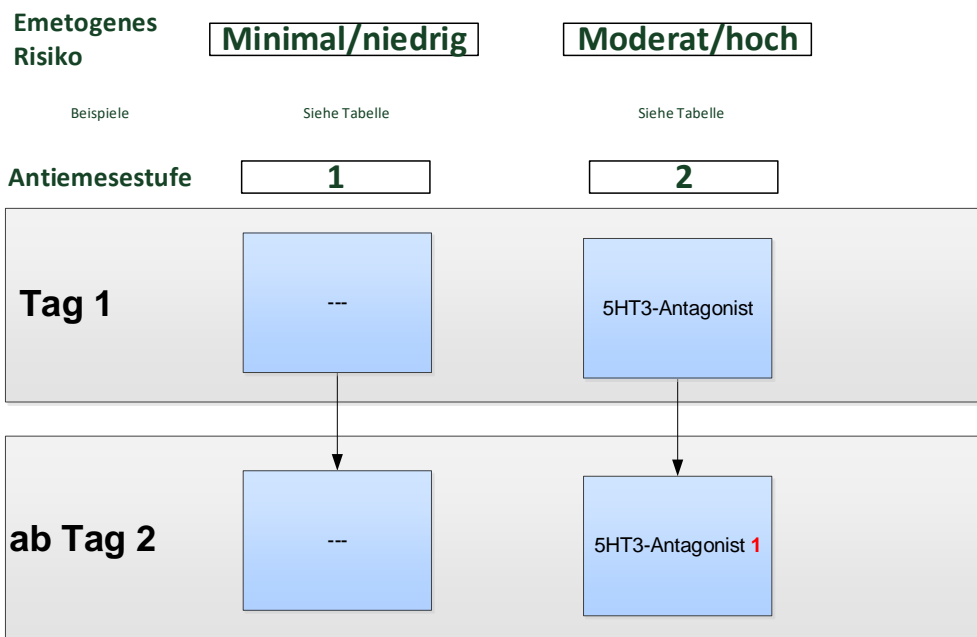 Emetogenes
Risiko
Minimal/niedrig
Moderat/hoch
Beispiele
Siehe Tabelle
Siehe Tabelle
Antiemesestufe
1
2
Tag 1
---
5HT3-Antagonist
ab Tag 2
---
5HT3-Antagonist 1